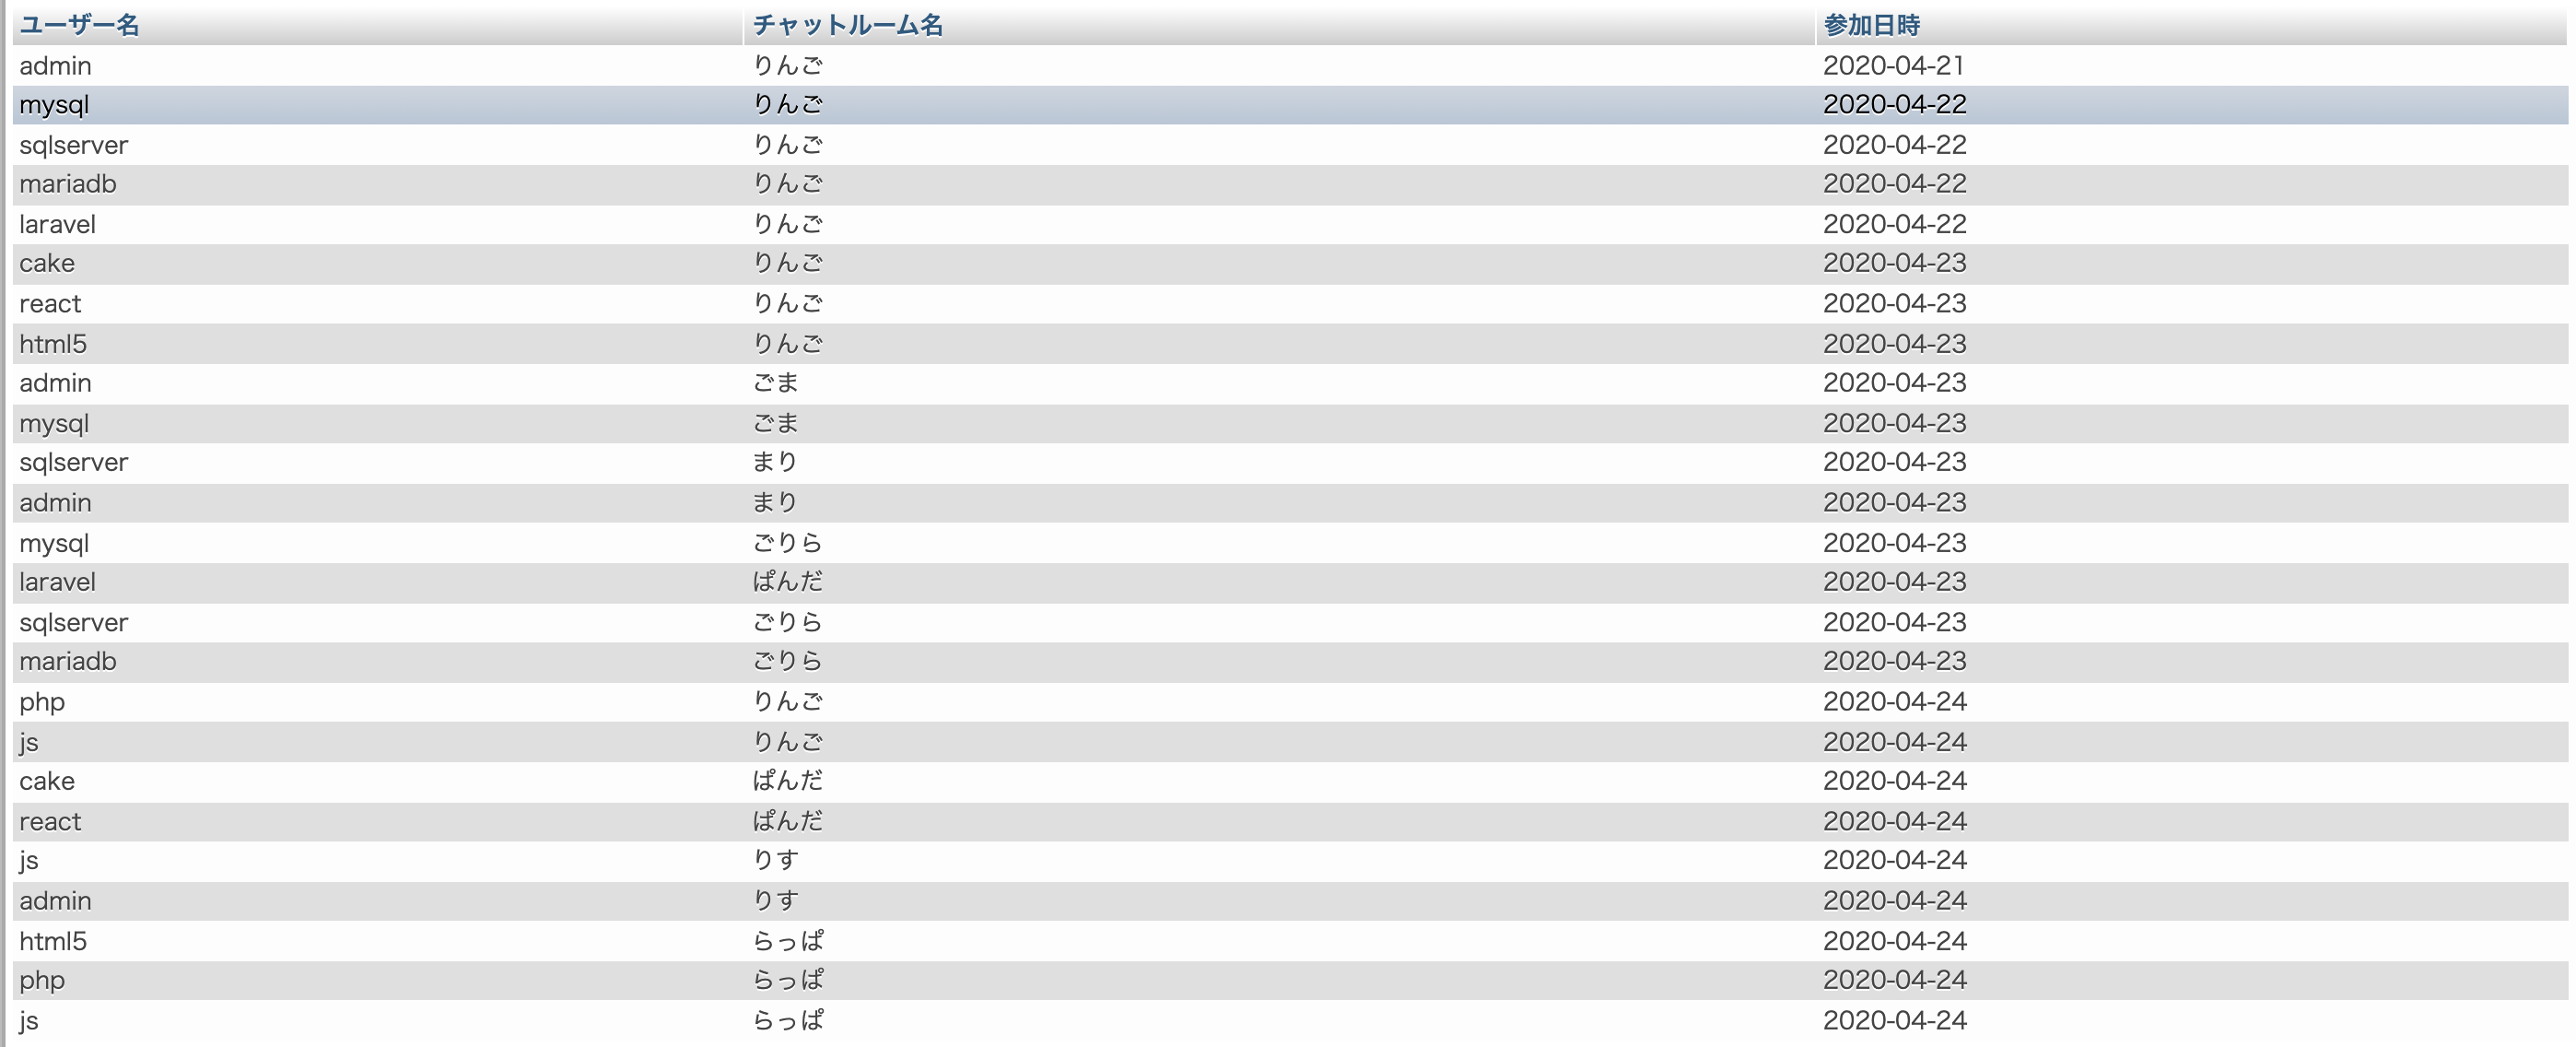 ユーザー名 チャットルーム名 参加日時
admin りんご 2020-04-21
mysql りんご 2020-04-22
sqlserver りんご 2020-04-22
mariadb りんご 2020-04-22
laravel りんご 2020-04-22
cake りんご 2020-04-23
react りんご 2020-04-23
html5 りんご 2020-04-23
admin ごま 2020-04-23
mysql ごま 2020-04-23
sqlserver まり 2020-04-23
admin まり 2020-04-23
mysql ごりら 2020-04-23
laravel ぱんだ 2020-04-23
sqlserver ごりら 2020-04-23
mariadb ごりら 2020-04-23
php りんご 2020-04-24
js りんご 2020-04-24
cake ぱんだ 2020-04-24
react ぱんだ 2020-04-24
js りす 2020-04-24
admin りす 2020-04-24
html5 らっぱ 2020-04-24
php らっぱ 2020-04-24
js らっぱ 2020-04-24